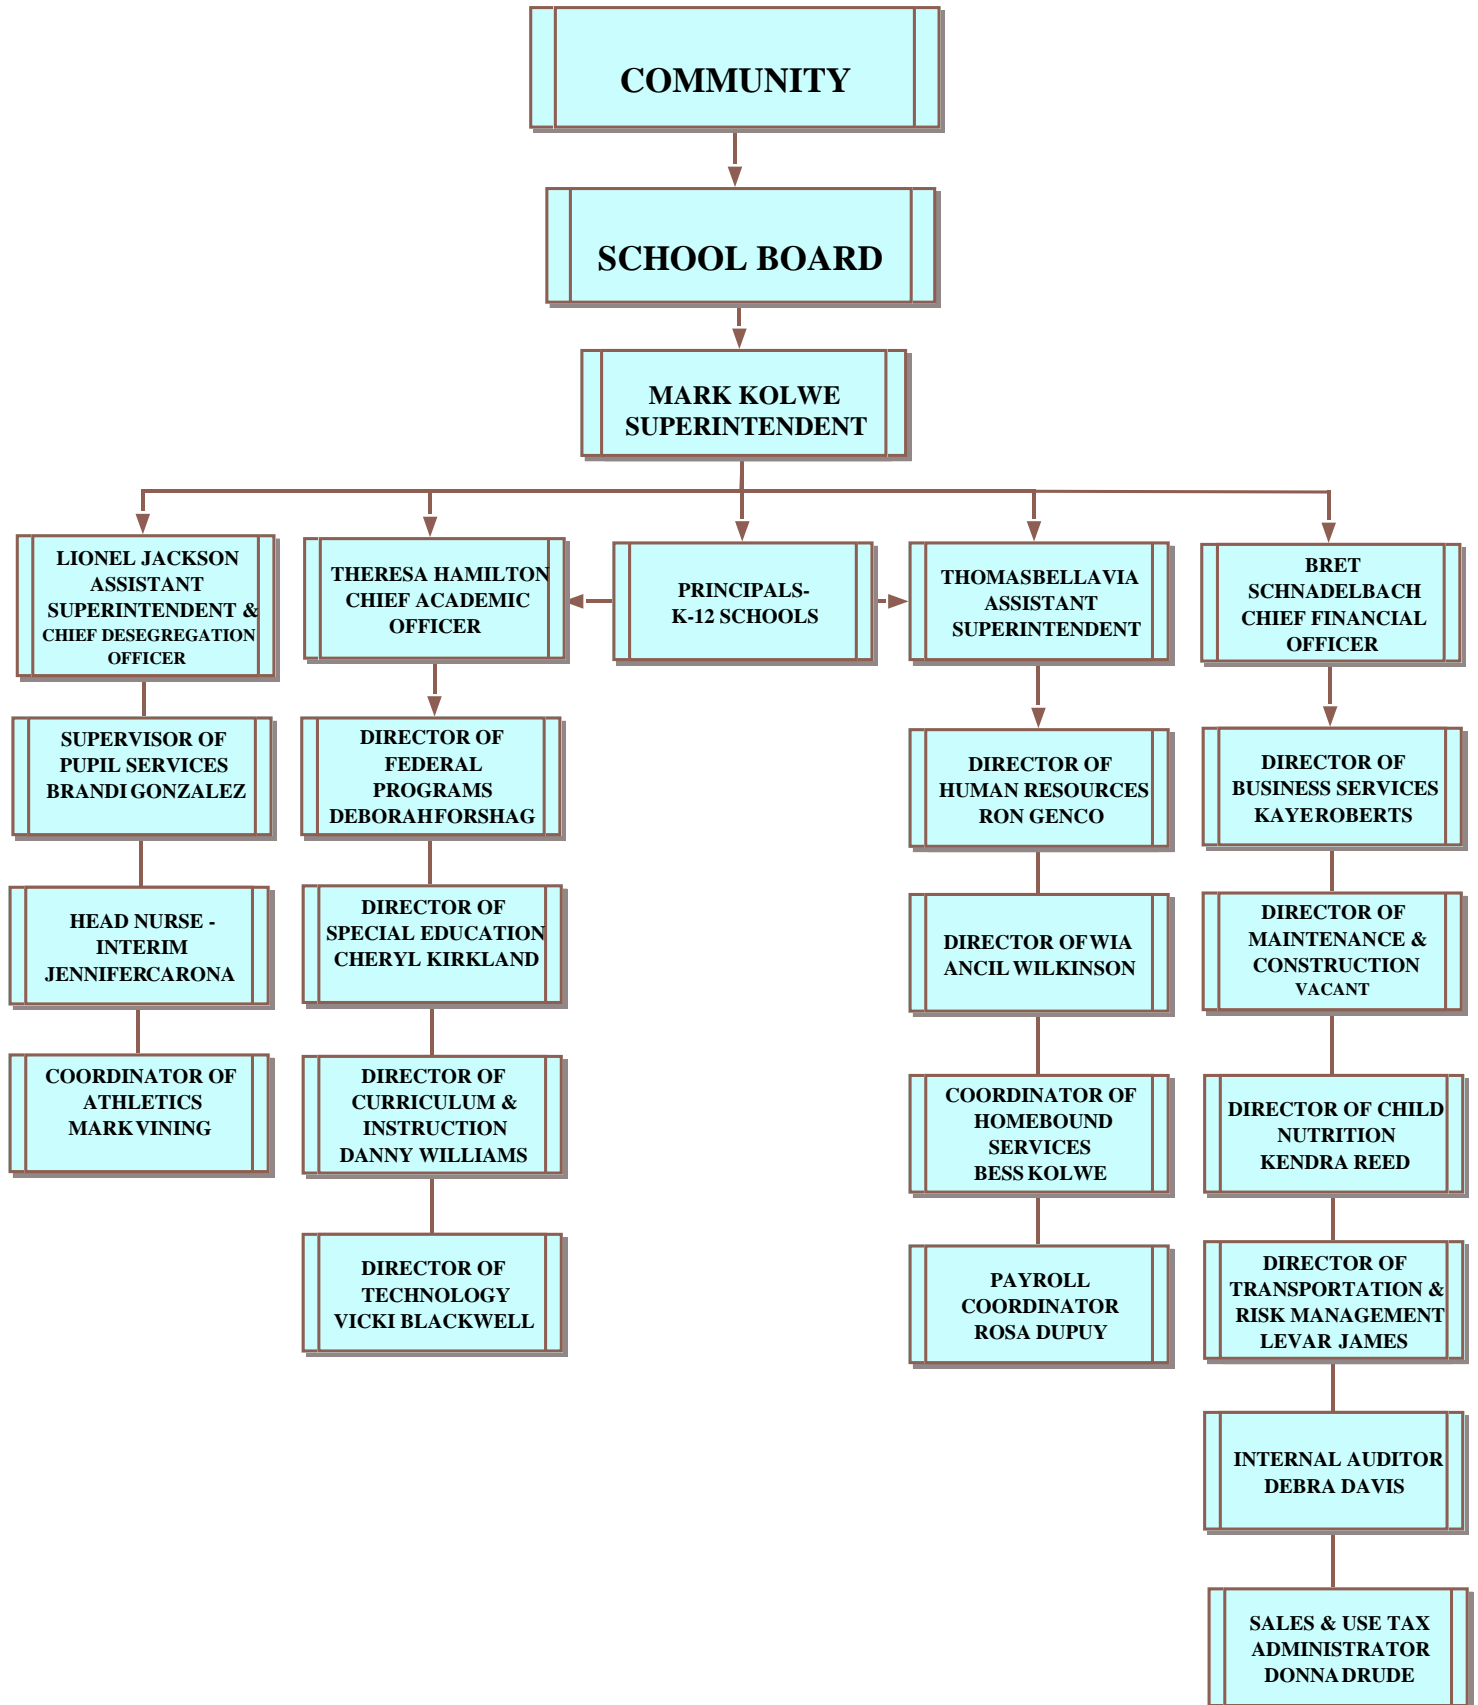 COMMUNITY
SCHOOL BOARD
MARK KOLWE
SUPERINTENDENT
LIONEL JACKSON
ASSISTANT
SUPERINTENDENT &
CHIEF DESEGREGATION
OFFICER
THERESA HAMILTON
CHIEF ACADEMIC
OFFICER
PRINCIPALS-
K-12 SCHOOLS
THOMASBELLAVIA
ASSISTANT
SUPERINTENDENT
BRET
SCHNADELBACH
CHIEF FINANCIAL
OFFICER
SUPERVISOR OF
PUPIL SERVICES
BRANDI GONZALEZ
DIRECTOR OF
FEDERAL
PROGRAMS
DEBORAHFORSHAG
DIRECTOR OF
HUMAN RESOURCES
RON GENCO
DIRECTOR OF
BUSINESS SERVICES
KAYEROBERTS
HEAD NURSE -
INTERIM
JENNIFERCARONA
DIRECTOR OF
SPECIAL EDUCATION
CHERYL KIRKLAND
DIRECTOR OFWIA
ANCIL WILKINSON
DIRECTOR OF
MAINTENANCE &
CONSTRUCTION
VACANT
COORDINATOR OF
ATHLETICS
MARKVINING
DIRECTOR OF
CURRICULUM &
INSTRUCTION
DANNY WILLIAMS
COORDINATOR OF
HOMEBOUND
SERVICES
BESS KOLWE
DIRECTOR OF CHILD
NUTRITION
KENDRA REED
DIRECTOR OF
TECHNOLOGY
VICKI BLACKWELL
PAYROLL
COORDINATOR
ROSA DUPUY
DIRECTOR OF
TRANSPORTATION &
RISK MANAGEMENT
LEVAR JAMES
INTERNAL AUDITOR
DEBRA DAVIS
SALES & USE TAX
ADMINISTRATOR
DONNADRUDE